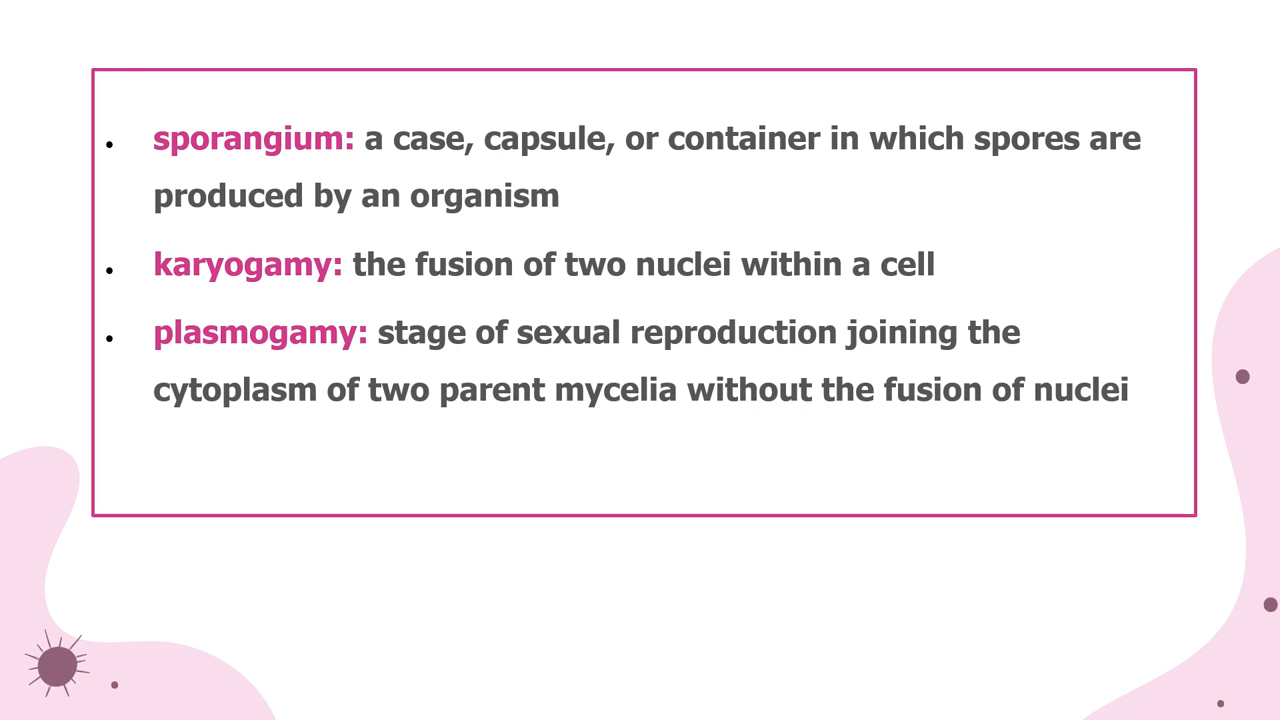 • sporangium: a case, capsule, or container in which spores are
produced by an organism
• karyogamy: the fusion of two nuclei within a cell
• plasmogamy: stage of sexual reproduction joining the
cytoplasm of two parent mycelia without the fusion of nuclei